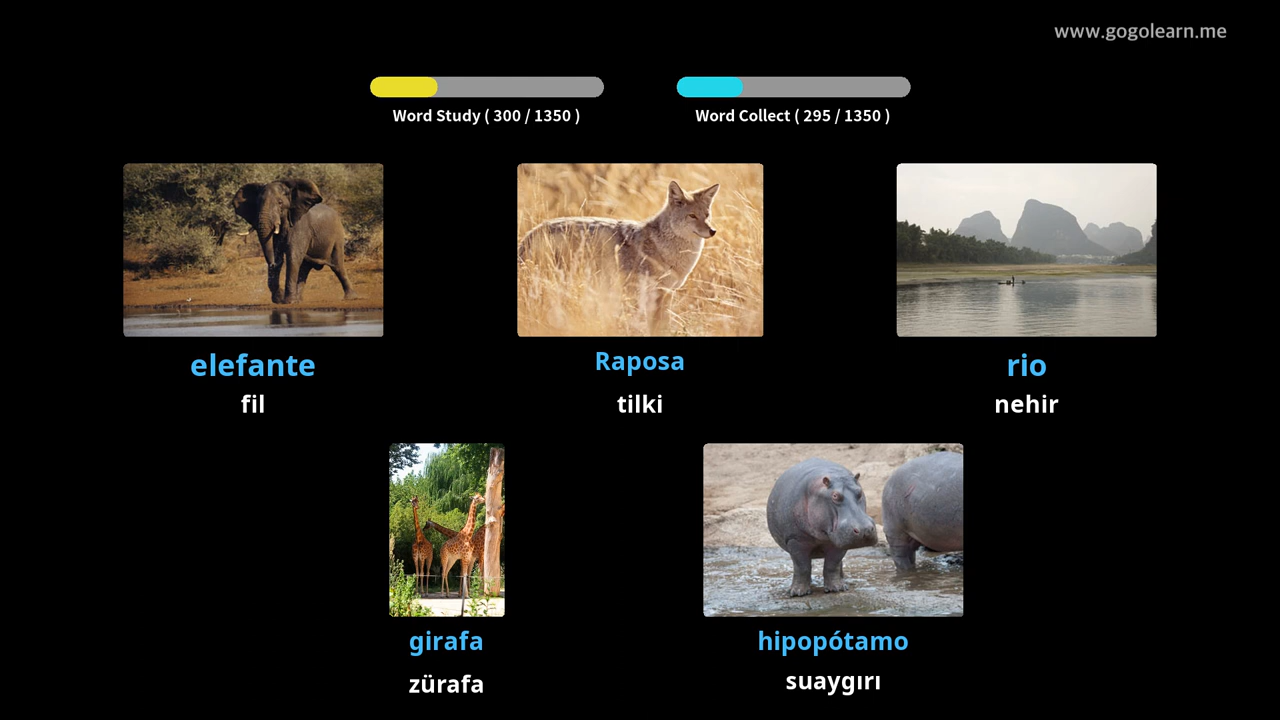 www.gogolearn.me
Word Study ( 300 / 1350 )
Word Collect ( 295 / 1350 )
elefante
fil
Raposa
tilki
rio
nehir
girafa
zürafa
hipopótamo
suaygırı